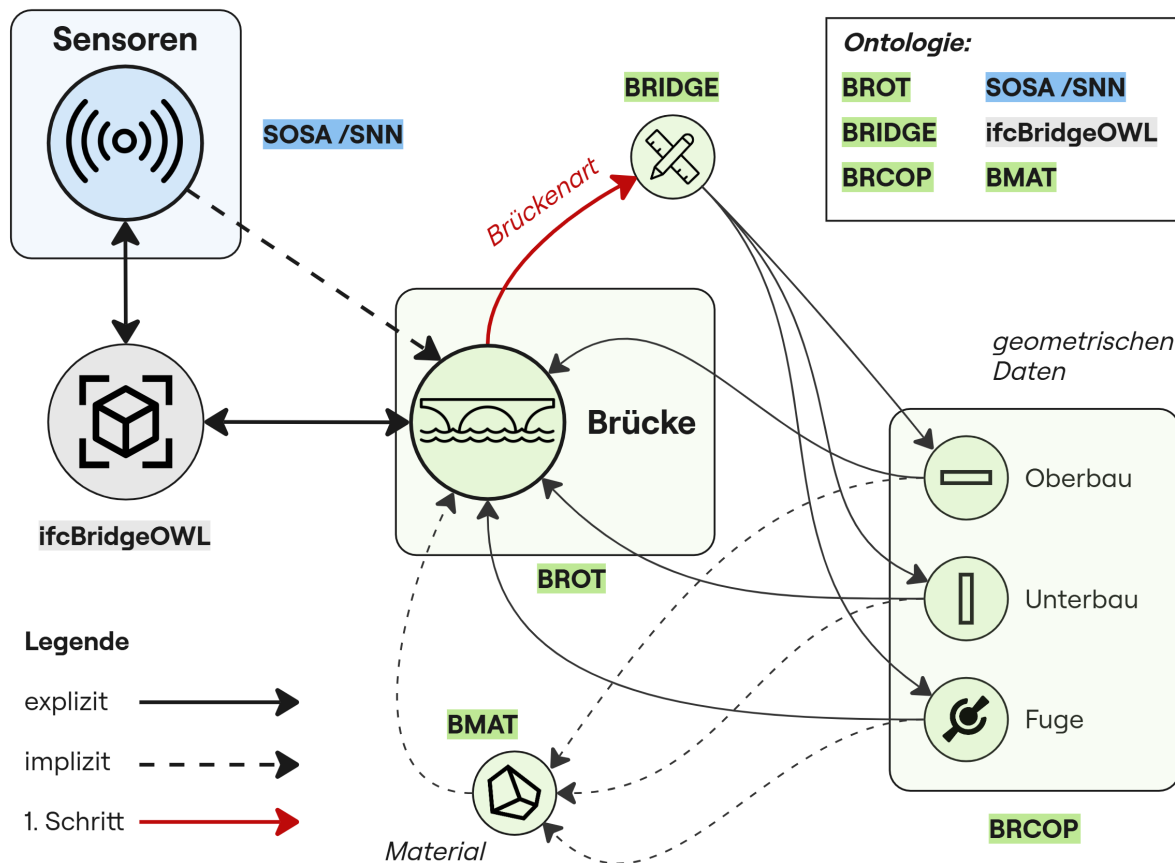 Sensoren
SOSA /SNN
BRIDGE
Ontologie:
BROT SOSA /SNN
BRIDGE ifcBridgeOWL
BRCOP BMAT
Brückenart
geometrischen
Daten
Brücke
Oberbau
ifcBridgeOWL
BROT
Unterbau
Legende
explizit
implizit
1. Schritt
BMAT
Fuge
Material
BRCOP